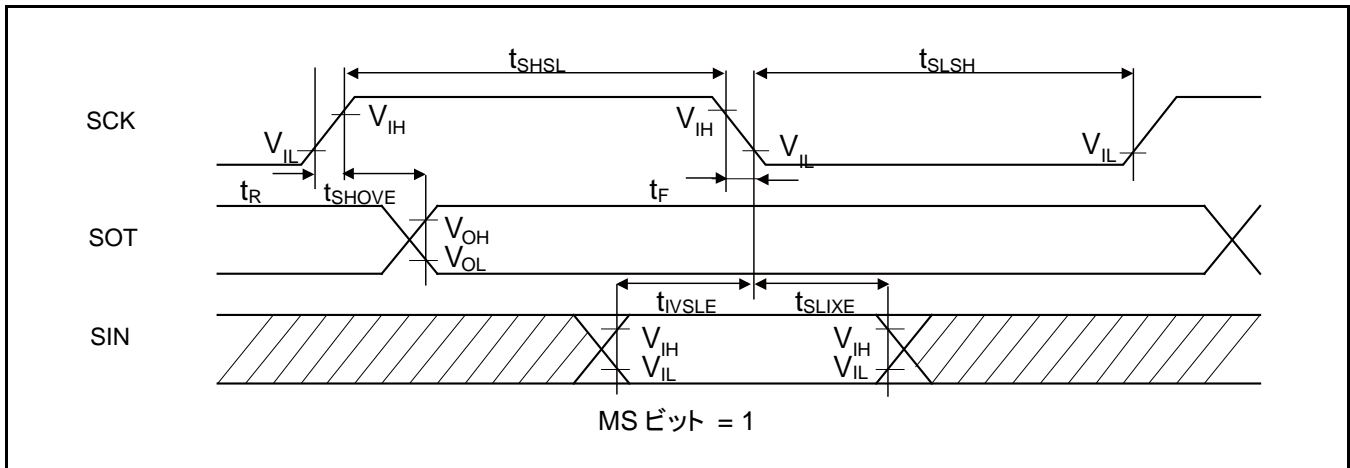 tSHSL tSLSH
SCK
VIH VIH
VIL VIL VIL
tR tSHOVE tF
SOT
VOH
VOL
tIVSLE tSLIXE
SIN
VIH VIH
VIL VIL
MS ビット = 1